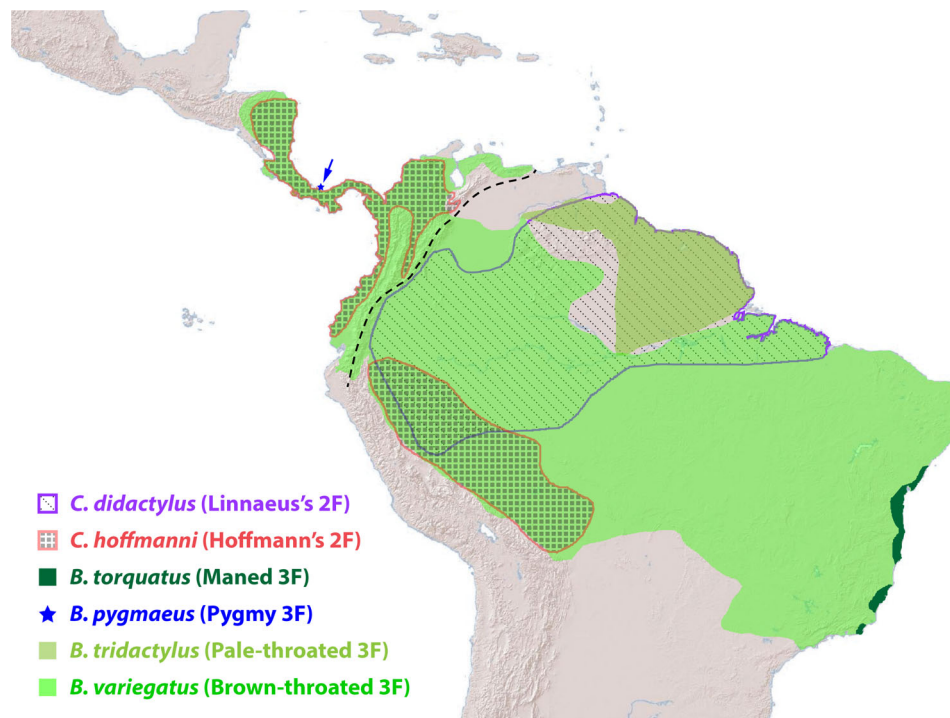 C. didactylus (Linnaeus's 2F)
C. hoffmanni (Hoffmann's 2F)
B. torquatus (Maned 3F)
B. pygmaeus (Pygmy 3F)
B. tridactylus (Pale-throated 3F)
B. variegatus (Brown-throated 3F)